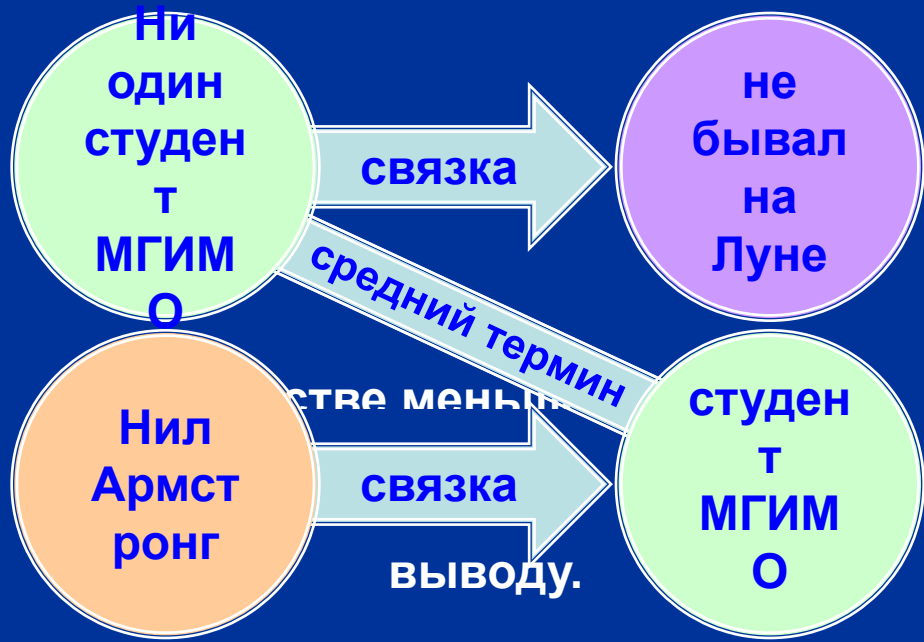 Ни
один
студен
т
МГИМ
О
связка
не
бывал
на
Луне
средний термин
Нил
Армст
ронг
связка
студен
т
МГИМ
О
выводу.